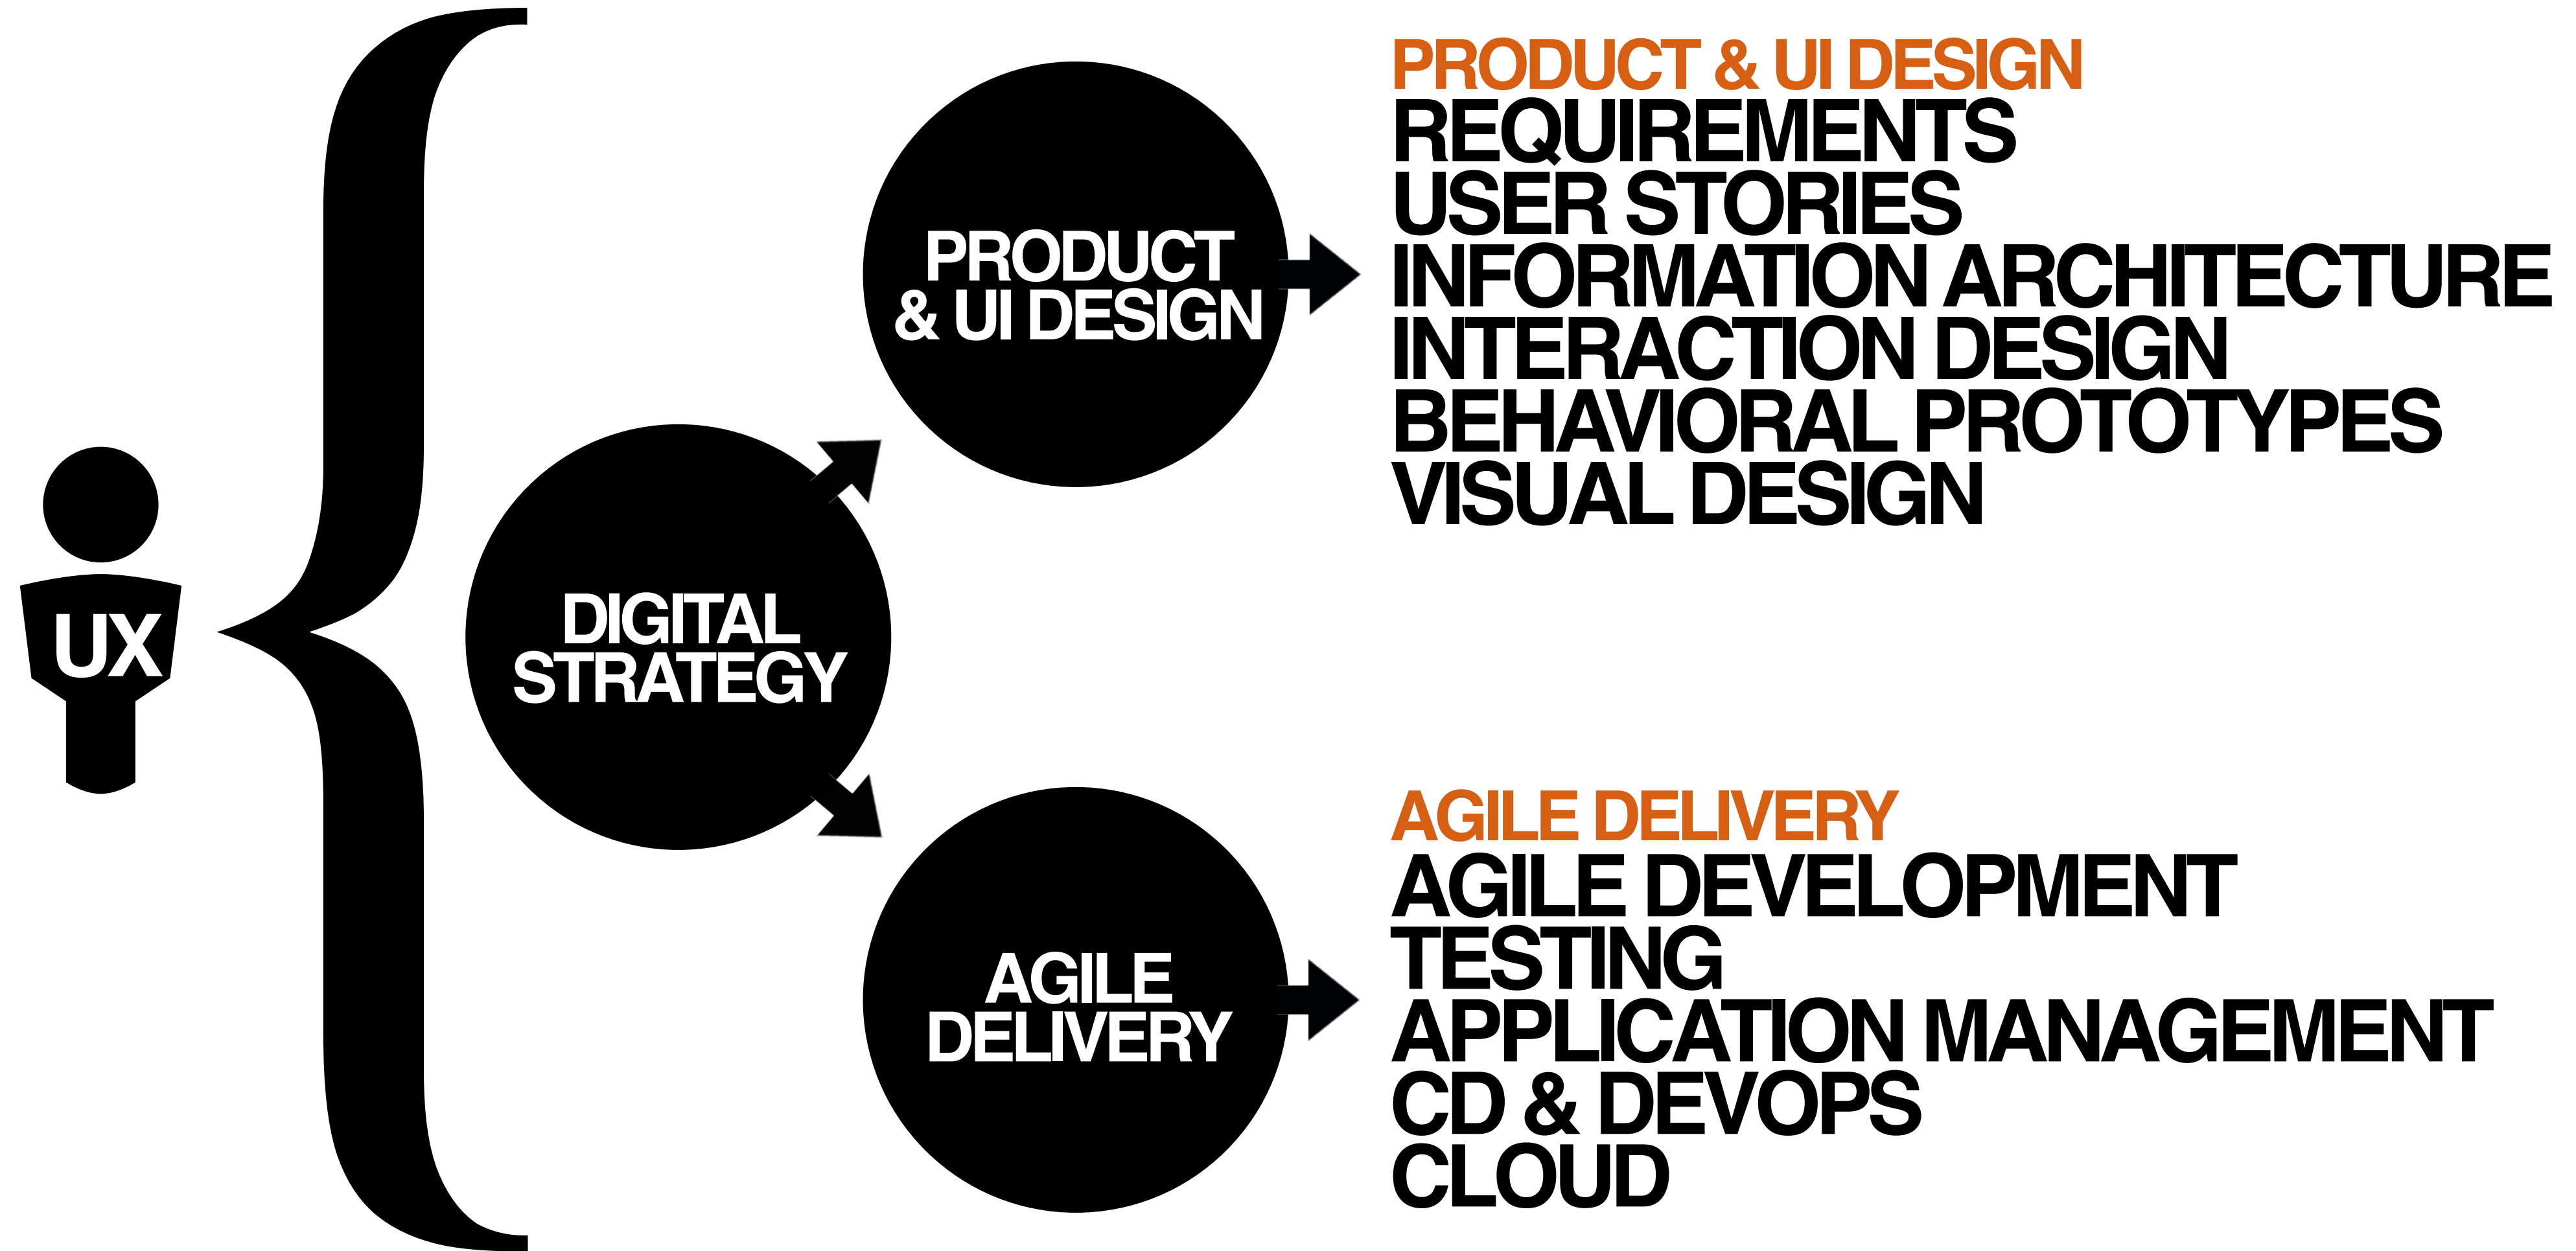 UX
DIGITAL
STRATEGY
PRODUCT
& UI DESIGN
PRODUCT & UI DESIGN
REQUIREMENTS
USER STORIES
INFORMATION ARCHITECTURE
INTERACTION DESIGN
BEHAVIORAL PROTOTYPES
VISUAL DESIGN
AGILE
DELIVERY
AGILE DELIVERY
AGILE DEVELOPMENT
TESTING
APPLICATION MANAGEMENT
CD & DEVOPS
CLOUD